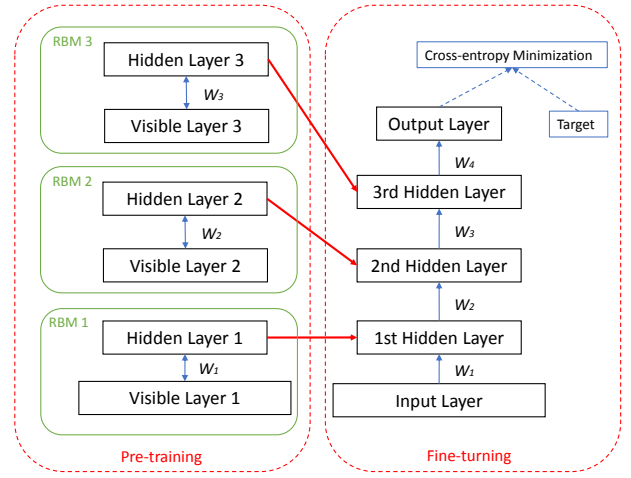 RBM 3
Hidden Layer 3
W3
Visible Layer 3
RBM 2
Hidden Layer 2
W2
Visible Layer 2
RBM 1
Hidden Layer 1
W1
Visible Layer 1
Pre-training
Cross-entropy Minimization
Output Layer
Target
W4
3rd Hidden Layer
W3
2nd Hidden Layer
W2
1st Hidden Layer
W1
Input Layer
Fine-turning